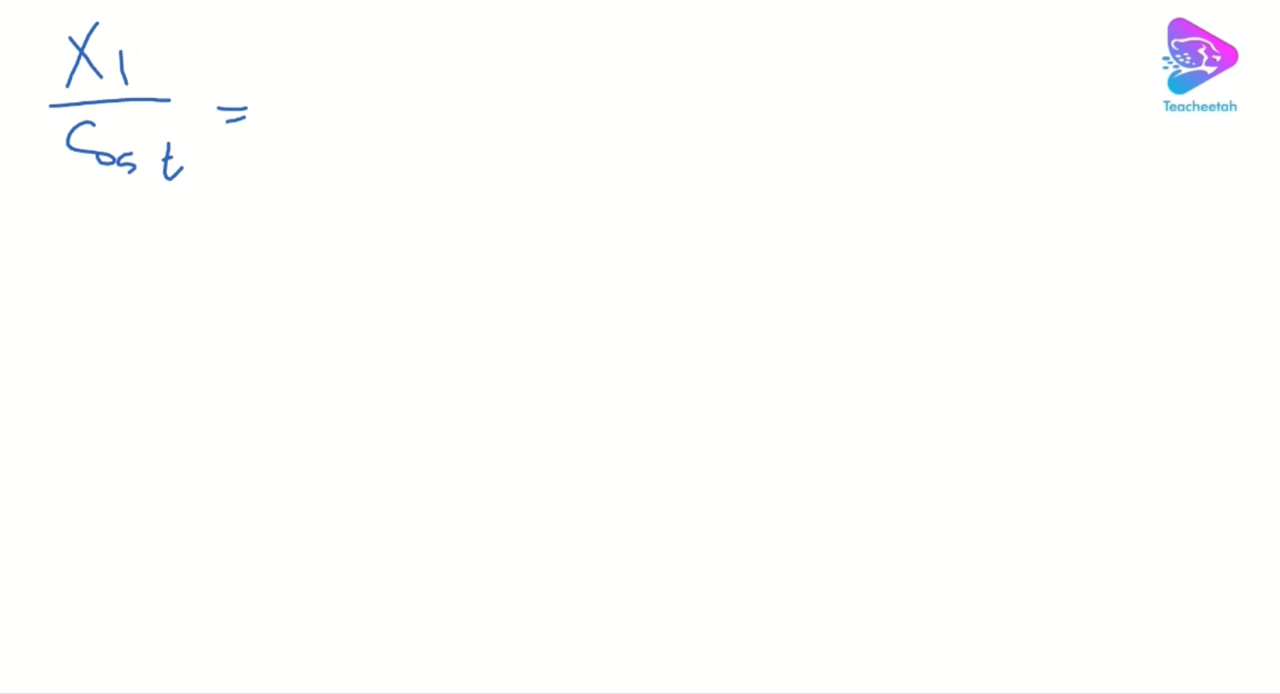 X1
Cos t =
Teacheetah